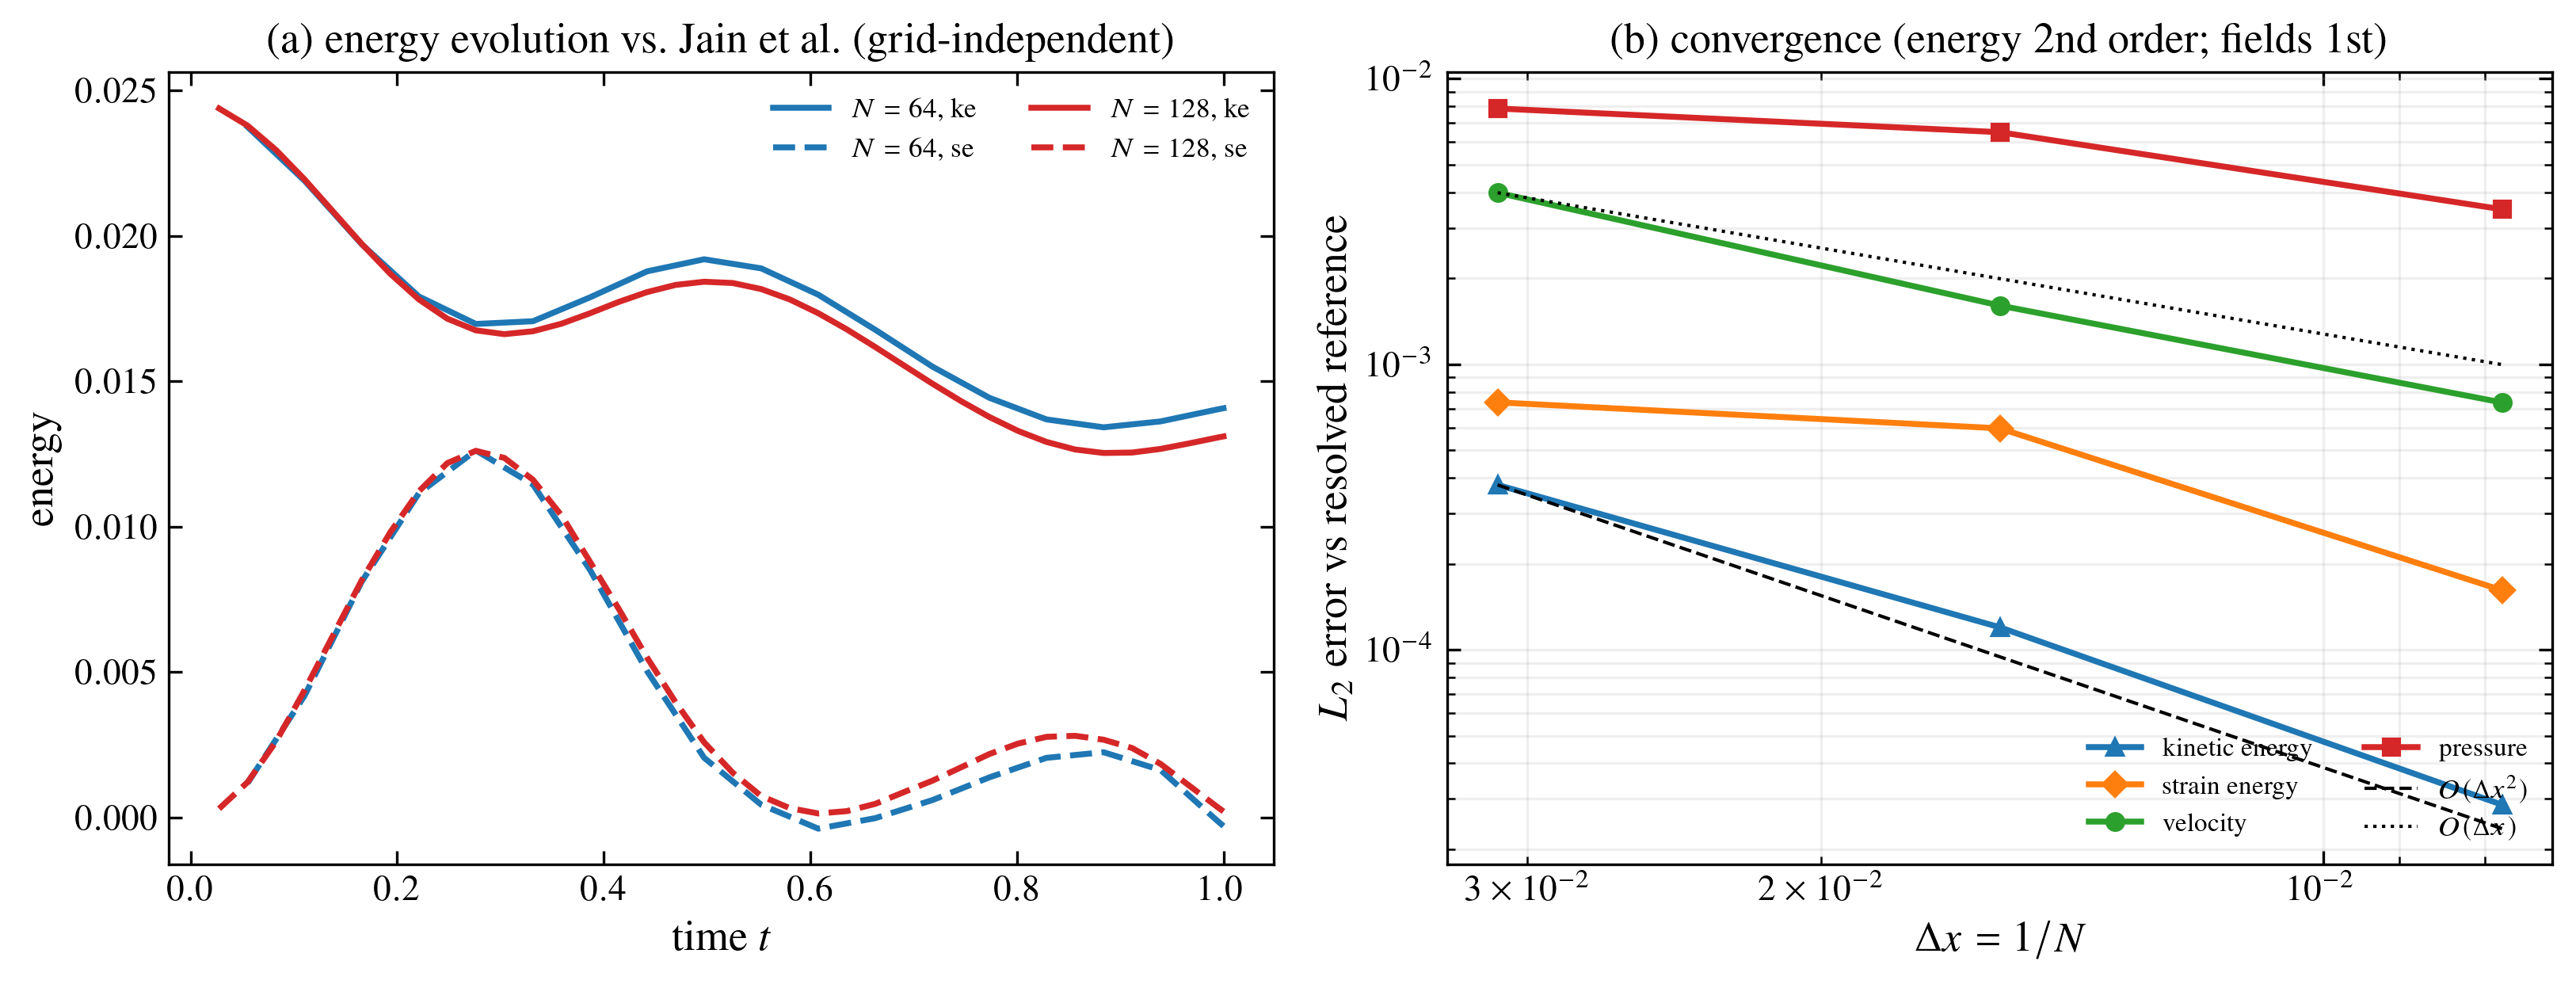 (a) energy evolution vs. Jain et al. (grid-independent)
N = 64, ke
N = 64, se
N = 128, ke
N = 128, se
0.025
0.020
0.015
0.010
0.005
0.000
energy
0.0
0.2
0.4
0.6
0.8
1.0
time t
(b) convergence (energy 2nd order; fields 1st)
10⁻²
10⁻³
10⁻⁴
L₂ error vs resolved reference
kinetic energy
strain energy
velocity
pressure
O(Δx²)
O(Δx)
3 × 10⁻²
2 × 10⁻²
10⁻²
Δx = 1/N